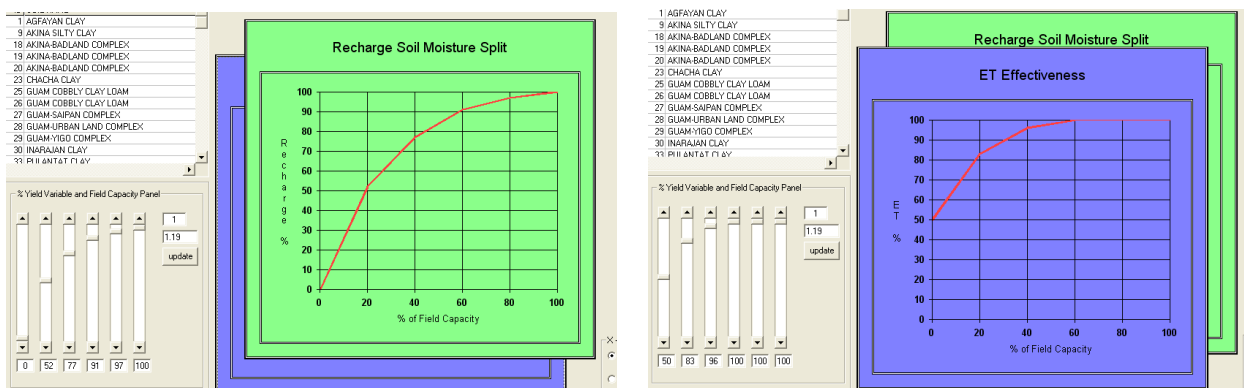 1 AGFAYAN CLAY
9 AKINA SILTY CLAY
18 AKINA-BADLAND COMPLEX
19 AKINA-BADLAND COMPLEX
20 AKINA-BADLAND COMPLEX
23 CHACHA CLAY
25 GUAM COBBLY CLAY LOAM
26 GUAM COBBLY CLAY LOAM
27 GUAM-SAIPAN COMPLEX
28 GUAM-URBAN LAND COMPLEX
29 GUAM-YIGO COMPLEX
30 INARAJAN CLAY
33 PULANTAT CLAY
% Yield Variable and Field Capacity Panel
1
1.19
update
0 52 77 91 97 100
Recharge Soil Moisture Split
Recharge %
100
90
80
70
60
50
40
30
20
10
0
0 20 40 60 80 100
% of Field Capacity
X-
1 AGFAYAN CLAY
9 AKINA SILTY CLAY
18 AKINA-BADLAND COMPLEX
19 AKINA-BADLAND COMPLEX
20 AKINA-BADLAND COMPLEX
23 CHACHA CLAY
25 GUAM COBBLY CLAY LOAM
26 GUAM COBBLY CLAY LOAM
27 GUAM-SAIPAN COMPLEX
28 GUAM-URBAN LAND COMPLEX
29 GUAM-YIGO COMPLEX
30 INARAJAN CLAY
33 PULANTAT CLAY
% Yield Variable and Field Capacity Panel
1
1.19
update
50 83 96 100 100 100
Recharge Soil Moisture Split
ET Effectiveness
ET %
100
90
80
70
60
50
40
30
20
10
0
0 20 40 60 80 100
% of Field Capacity